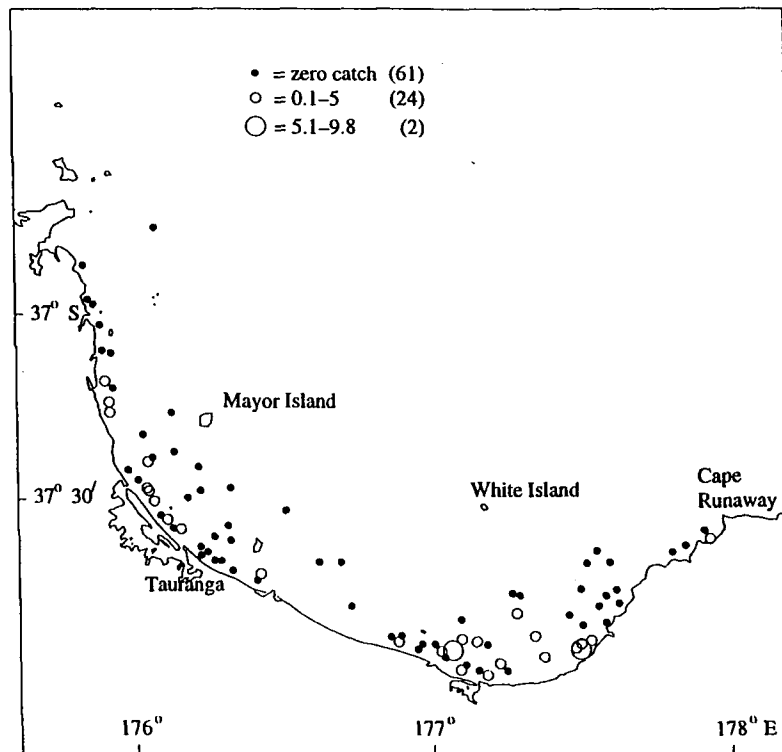 • = zero catch (61)
○ = 0.1–5 (24)
◯ = 5.1–9.8 (2)
37° S
Mayor Island
37° 30′
White Island
Cape
Runaway
Tauranga
176°
177°
178° E